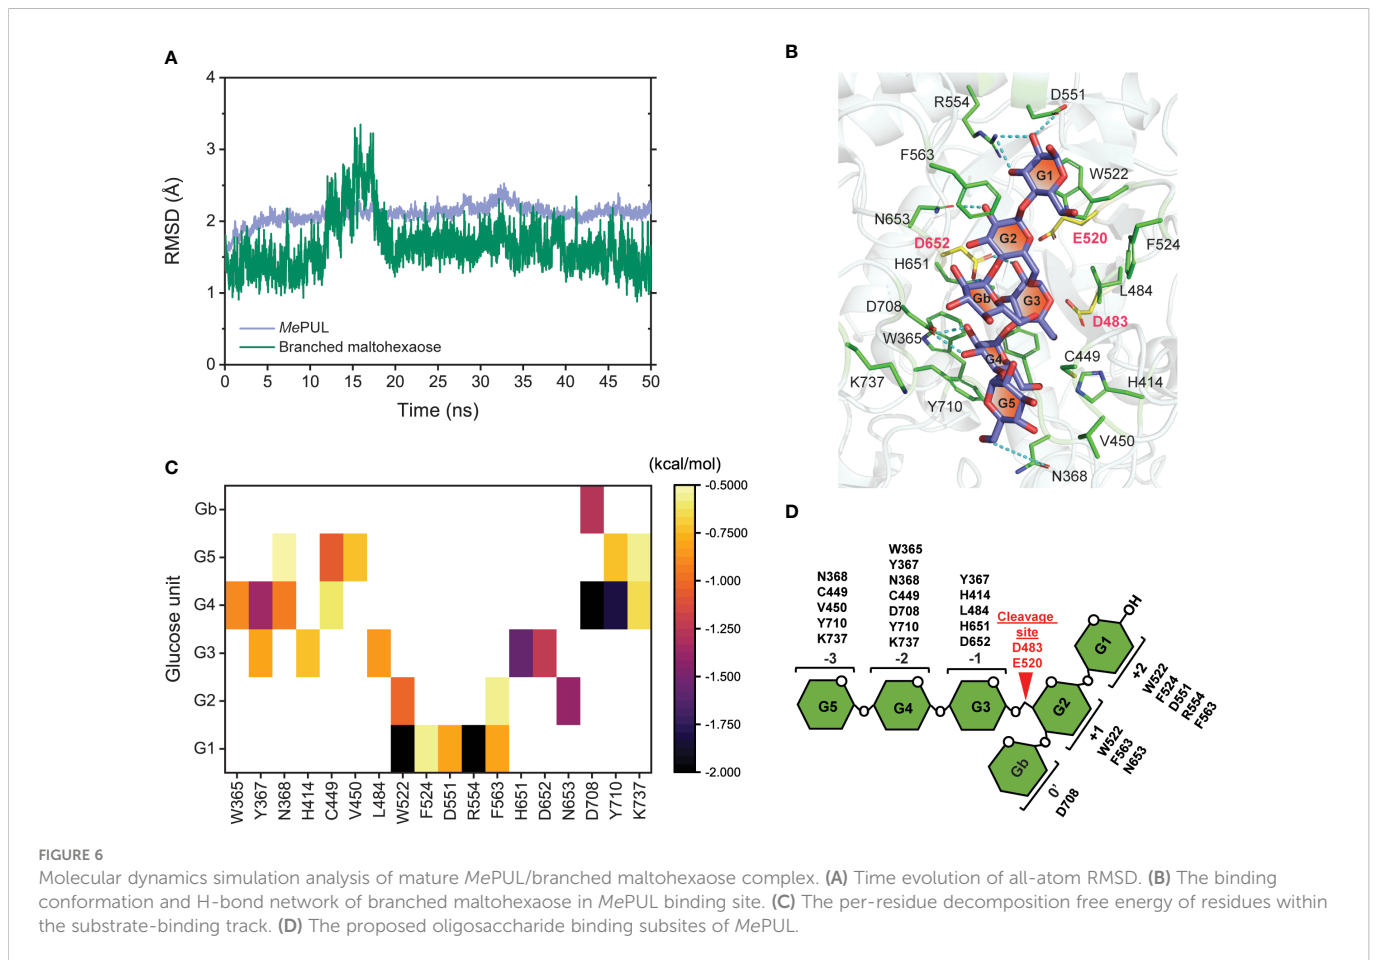 A
4
3
2
1
0
RMSD (Å)
MePUL
Branched maltohexaose
0 5 10 15 20 25 30 35 40 45 50
Time (ns)
B
R554
D551
F563
G1
W522
N653
D652
G2
E520
F524
H651
Gb
G3
L484
D708
D483
W365
G4
C449
K737
H414
Y710
G5
V450
N368
C
(kcal/mol)
Gb
G5
G4
G3
G2
G1
Glucose unit
W365 Y367 N368 H414 C449 V450 L484 W522 F524 D551 R554 F563 H651 D652 N653 D708 Y710 K737
-0.5000
-0.7500
-1.000
-1.250
-1.500
-1.750
-2.000
D
N368
C449
V450
Y710
K737
-3
W365
Y367
N368
C449
D708
Y710
K737
-2
Y367
H414
L484
H651
D652
-1
Cleavage
site
D483
E520
G5
G4
G3
G2
G1
OH
Gb
+2
W522
F524
D551
R554
F563
+1
W522
F563
N653
0'
D708
FIGURE 6
Molecular dynamics simulation analysis of mature MePUL/branched maltohexaose complex. (A) Time evolution of all-atom RMSD. (B) The binding
conformation and H-bond network of branched maltohexaose in MePUL binding site. (C) The per-residue decomposition free energy of residues within
the substrate-binding track. (D) The proposed oligosaccharide binding subsites of MePUL.